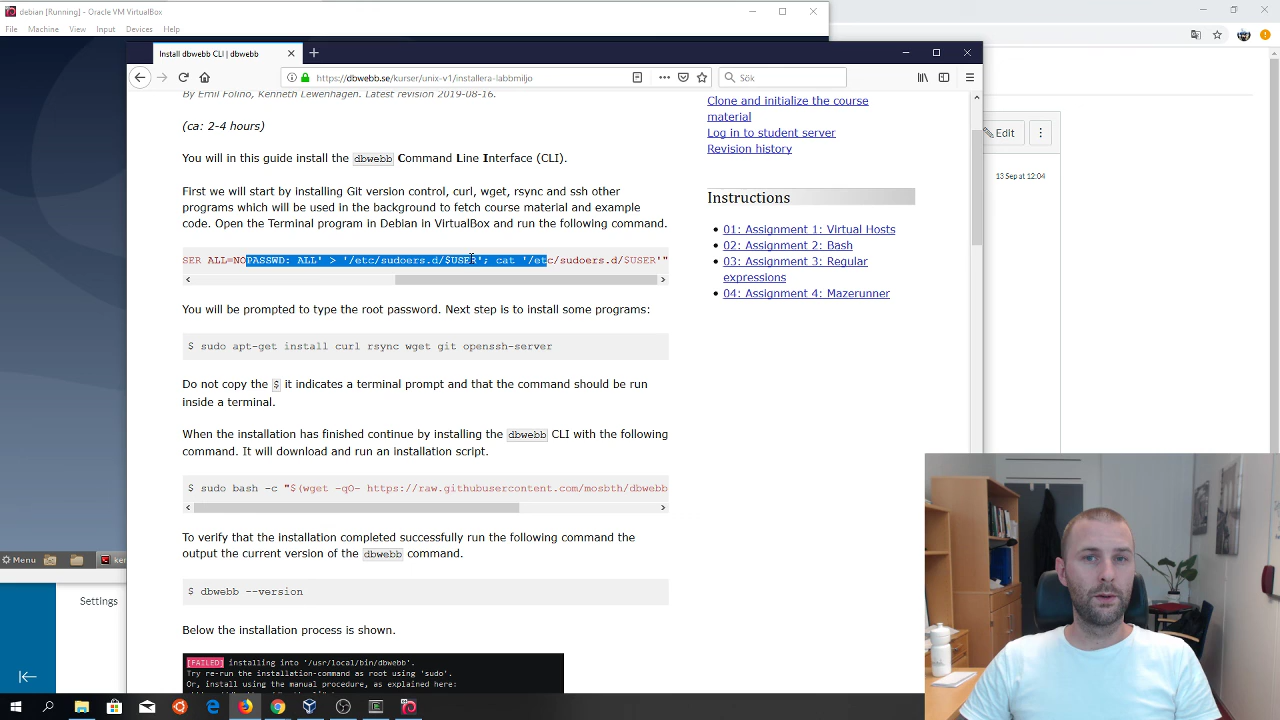 debian [Running] - Oracle VM VirtualBox
File Machine View Input Devices Help
Install dbwebb CLI | dbwebb
https://dbwebb.se/kurser/unix-v1/installera-labbmiljo
Sök
By Emil Folino, Kenneth Lewenhagen. Latest revision 2019-08-16.
(ca: 2-4 hours)
You will in this guide install the dbwebb Command Line Interface (CLI).
First we will start by installing Git version control, curl, wget, rsync and ssh other
programs which will be used in the background to fetch course material and example
code. Open the Terminal program in Debian in VirtualBox and run the following command.
SER ALL=NOPASSWD: ALL' > '/etc/sudoers.d/$USER'; cat '/etc/sudoers.d/$USER'"
You will be prompted to type the root password. Next step is to install some programs:
$ sudo apt-get install curl rsync wget git openssh-server
Do not copy the $ it indicates a terminal prompt and that the command should be run
inside a terminal.
When the installation has finished continue by installing the dbwebb CLI with the following
command. It will download and run an installation script.
$ sudo bash -c "$(wget -qO- https://raw.githubusercontent.com/mosbth/dbwebb
To verify that the installation completed successfully run the following command the
output the current version of the dbwebb command.
$ dbwebb --version
Below the installation process is shown.
[FAILED] installing into '/usr/local/bin/dbwebb'.
Try re-run the installation-command as root using 'sudo'.
Or, install using the manual procedure, as explained here:
Clone and initialize the course
material
Log in to student server
Revision history
Instructions
01: Assignment 1: Virtual Hosts
02: Assignment 2: Bash
03: Assignment 3: Regular
expressions
04: Assignment 4: Mazerunner
Edit
13 Sep at 12:04
Menu
Settings